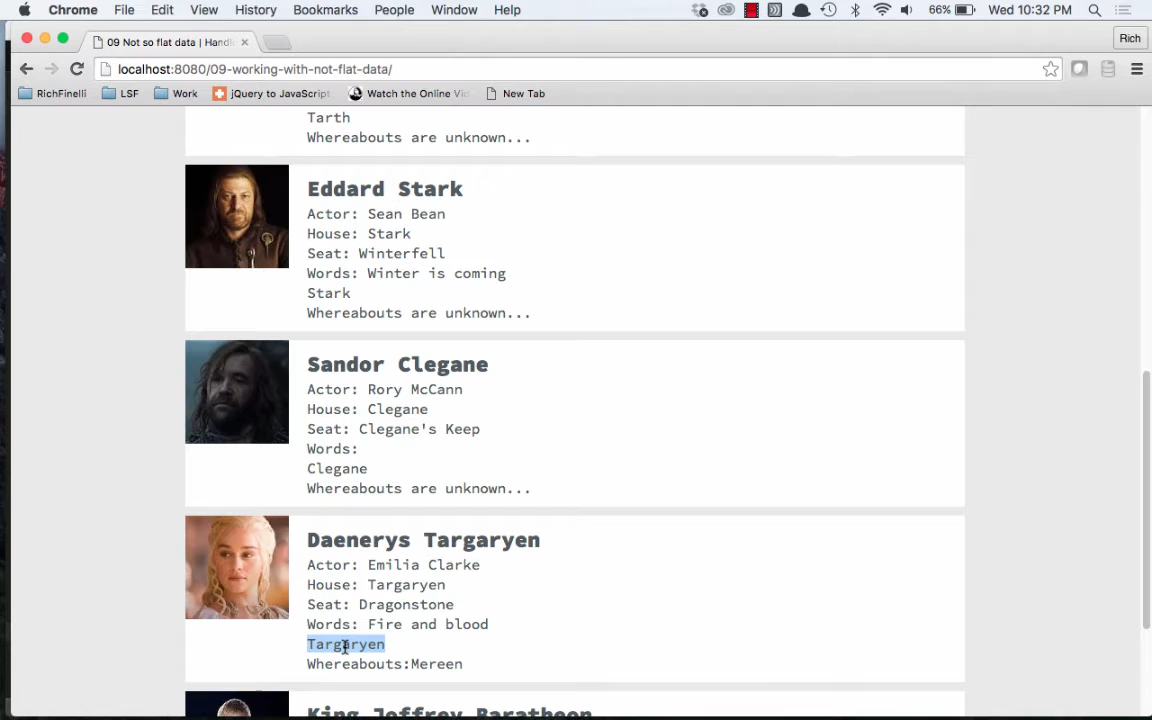 Chrome File Edit View History Bookmarks People Window Help 66% Wed 10:32 PM
09 Not so flat data | Handl
Rich
localhost:8080/09-working-with-not-flat-data/
RichFinelli LSF Work jQuery to JavaScript Watch the Online Vi New Tab
Tarth
Whereabouts are unknown...
Eddard Stark
Actor: Sean Bean
House: Stark
Seat: Winterfell
Words: Winter is coming
Stark
Whereabouts are unknown...
Sandor Clegane
Actor: Rory McCann
House: Clegane
Seat: Clegane's Keep
Words:
Clegane
Whereabouts are unknown...
Daenerys Targaryen
Actor: Emilia Clarke
House: Targaryen
Seat: Dragonstone
Words: Fire and blood
Targaryen
Whereabouts:Mereen
King Joffrey Baratheon